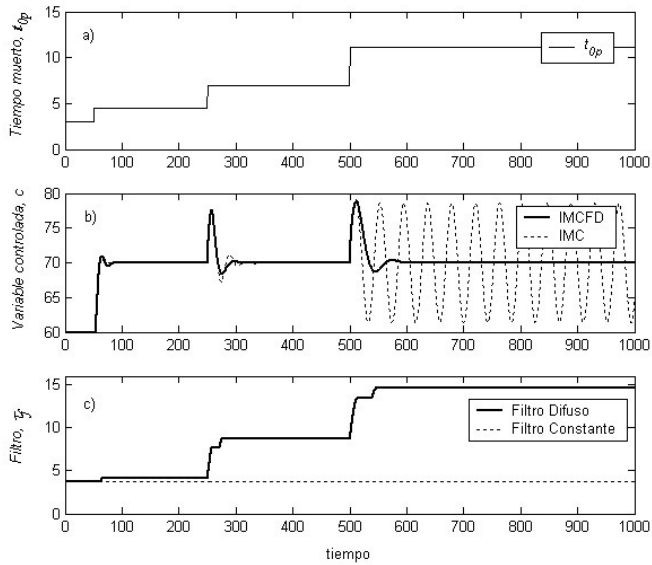 Tiempo muerto, t0p
15
10
5
0
a)
t0p
0 100 200 300 400 500 600 700 800 900 1000
Variable controlada, c
80
75
70
65
60
b)
IMCFD
IMC
0 100 200 300 400 500 600 700 800 900 1000
Filtro, τf
15
10
5
0
c)
Filtro Difuso
Filtro Constante
0 100 200 300 400 500 600 700 800 900 1000
tiempo